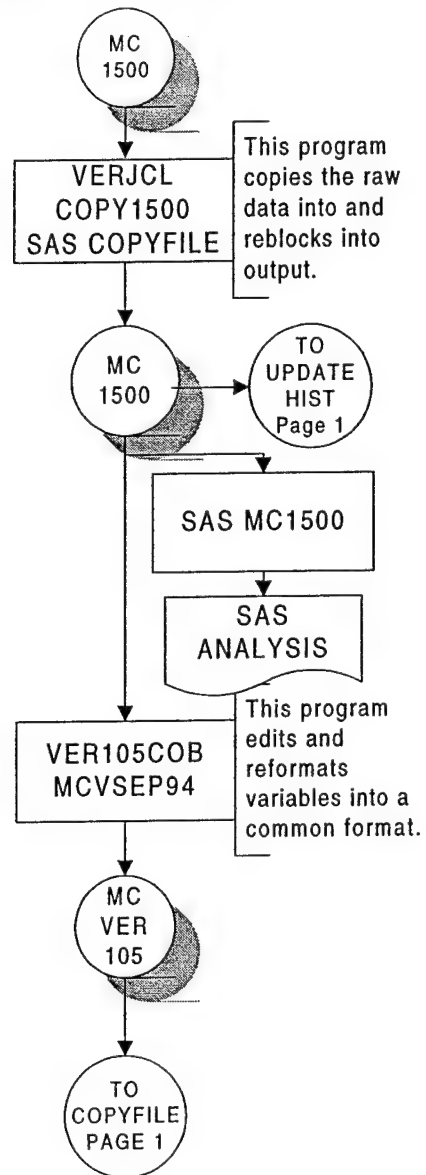 MC
1500
VERJCL
COPY1500
SAS COPYFILE
This program
copies the raw
data into and
reblocks into
output.
MC
1500
TO
UPDATE
HIST
Page 1
SAS MC1500
SAS
ANALYSIS
VER105COB
MCVSEP94
This program
edits and
reformats
variables into a
common format.
MC
VER
105
TO
COPYFILE
PAGE 1